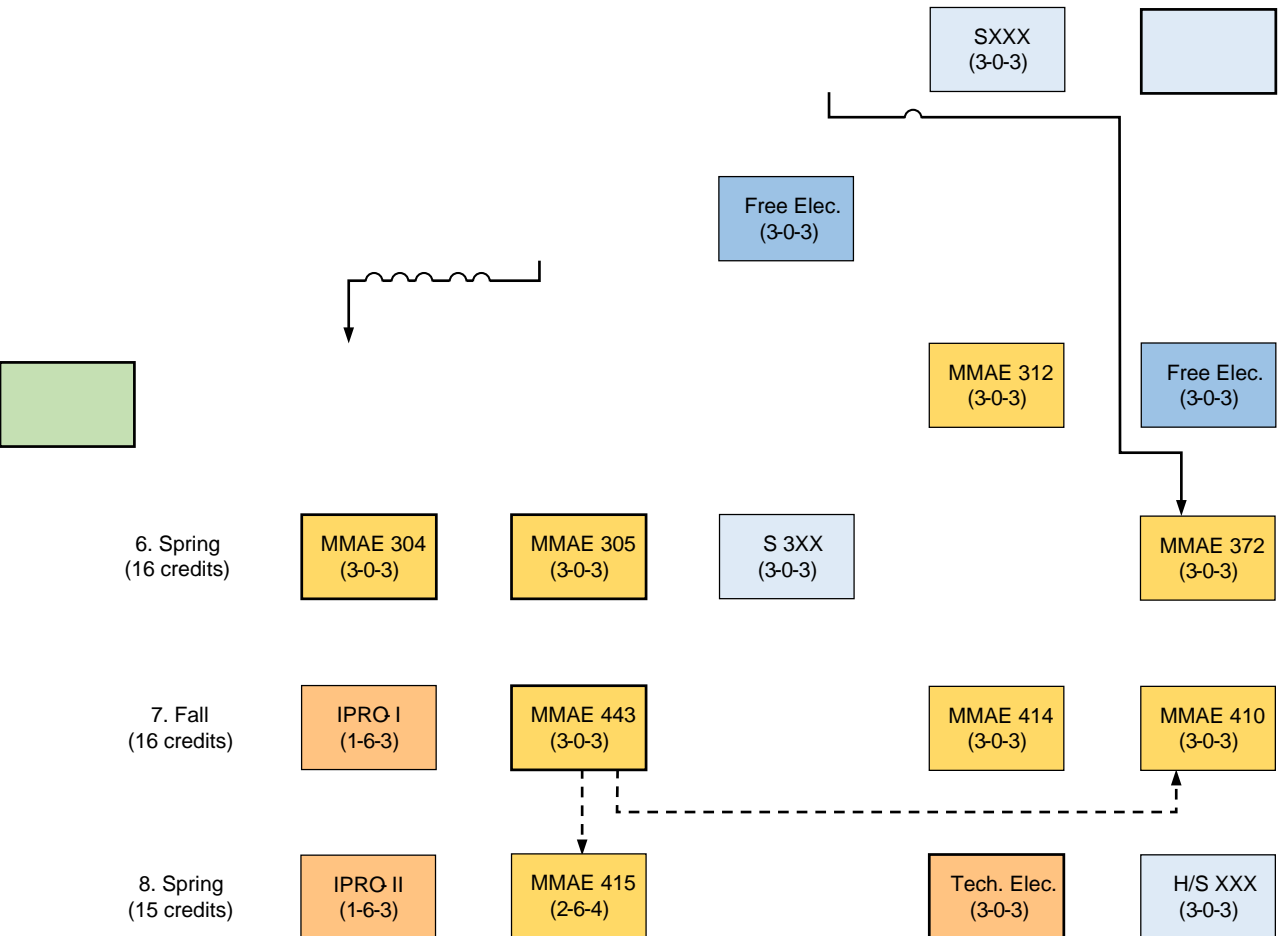 SXXX
(3-0-3)
Free Elec.
(3-0-3)
MMAE 312
(3-0-3)
Free Elec.
(3-0-3)
6. Spring
(16 credits)
MMAE 304
(3-0-3)
MMAE 305
(3-0-3)
S 3XX
(3-0-3)
MMAE 372
(3-0-3)
7. Fall
(16 credits)
IPRO-I
(1-6-3)
MMAE 443
(3-0-3)
MMAE 414
(3-0-3)
MMAE 410
(3-0-3)
8. Spring
(15 credits)
IPRO-II
(1-6-3)
MMAE 415
(2-6-4)
Tech. Elec.
(3-0-3)
H/S XXX
(3-0-3)